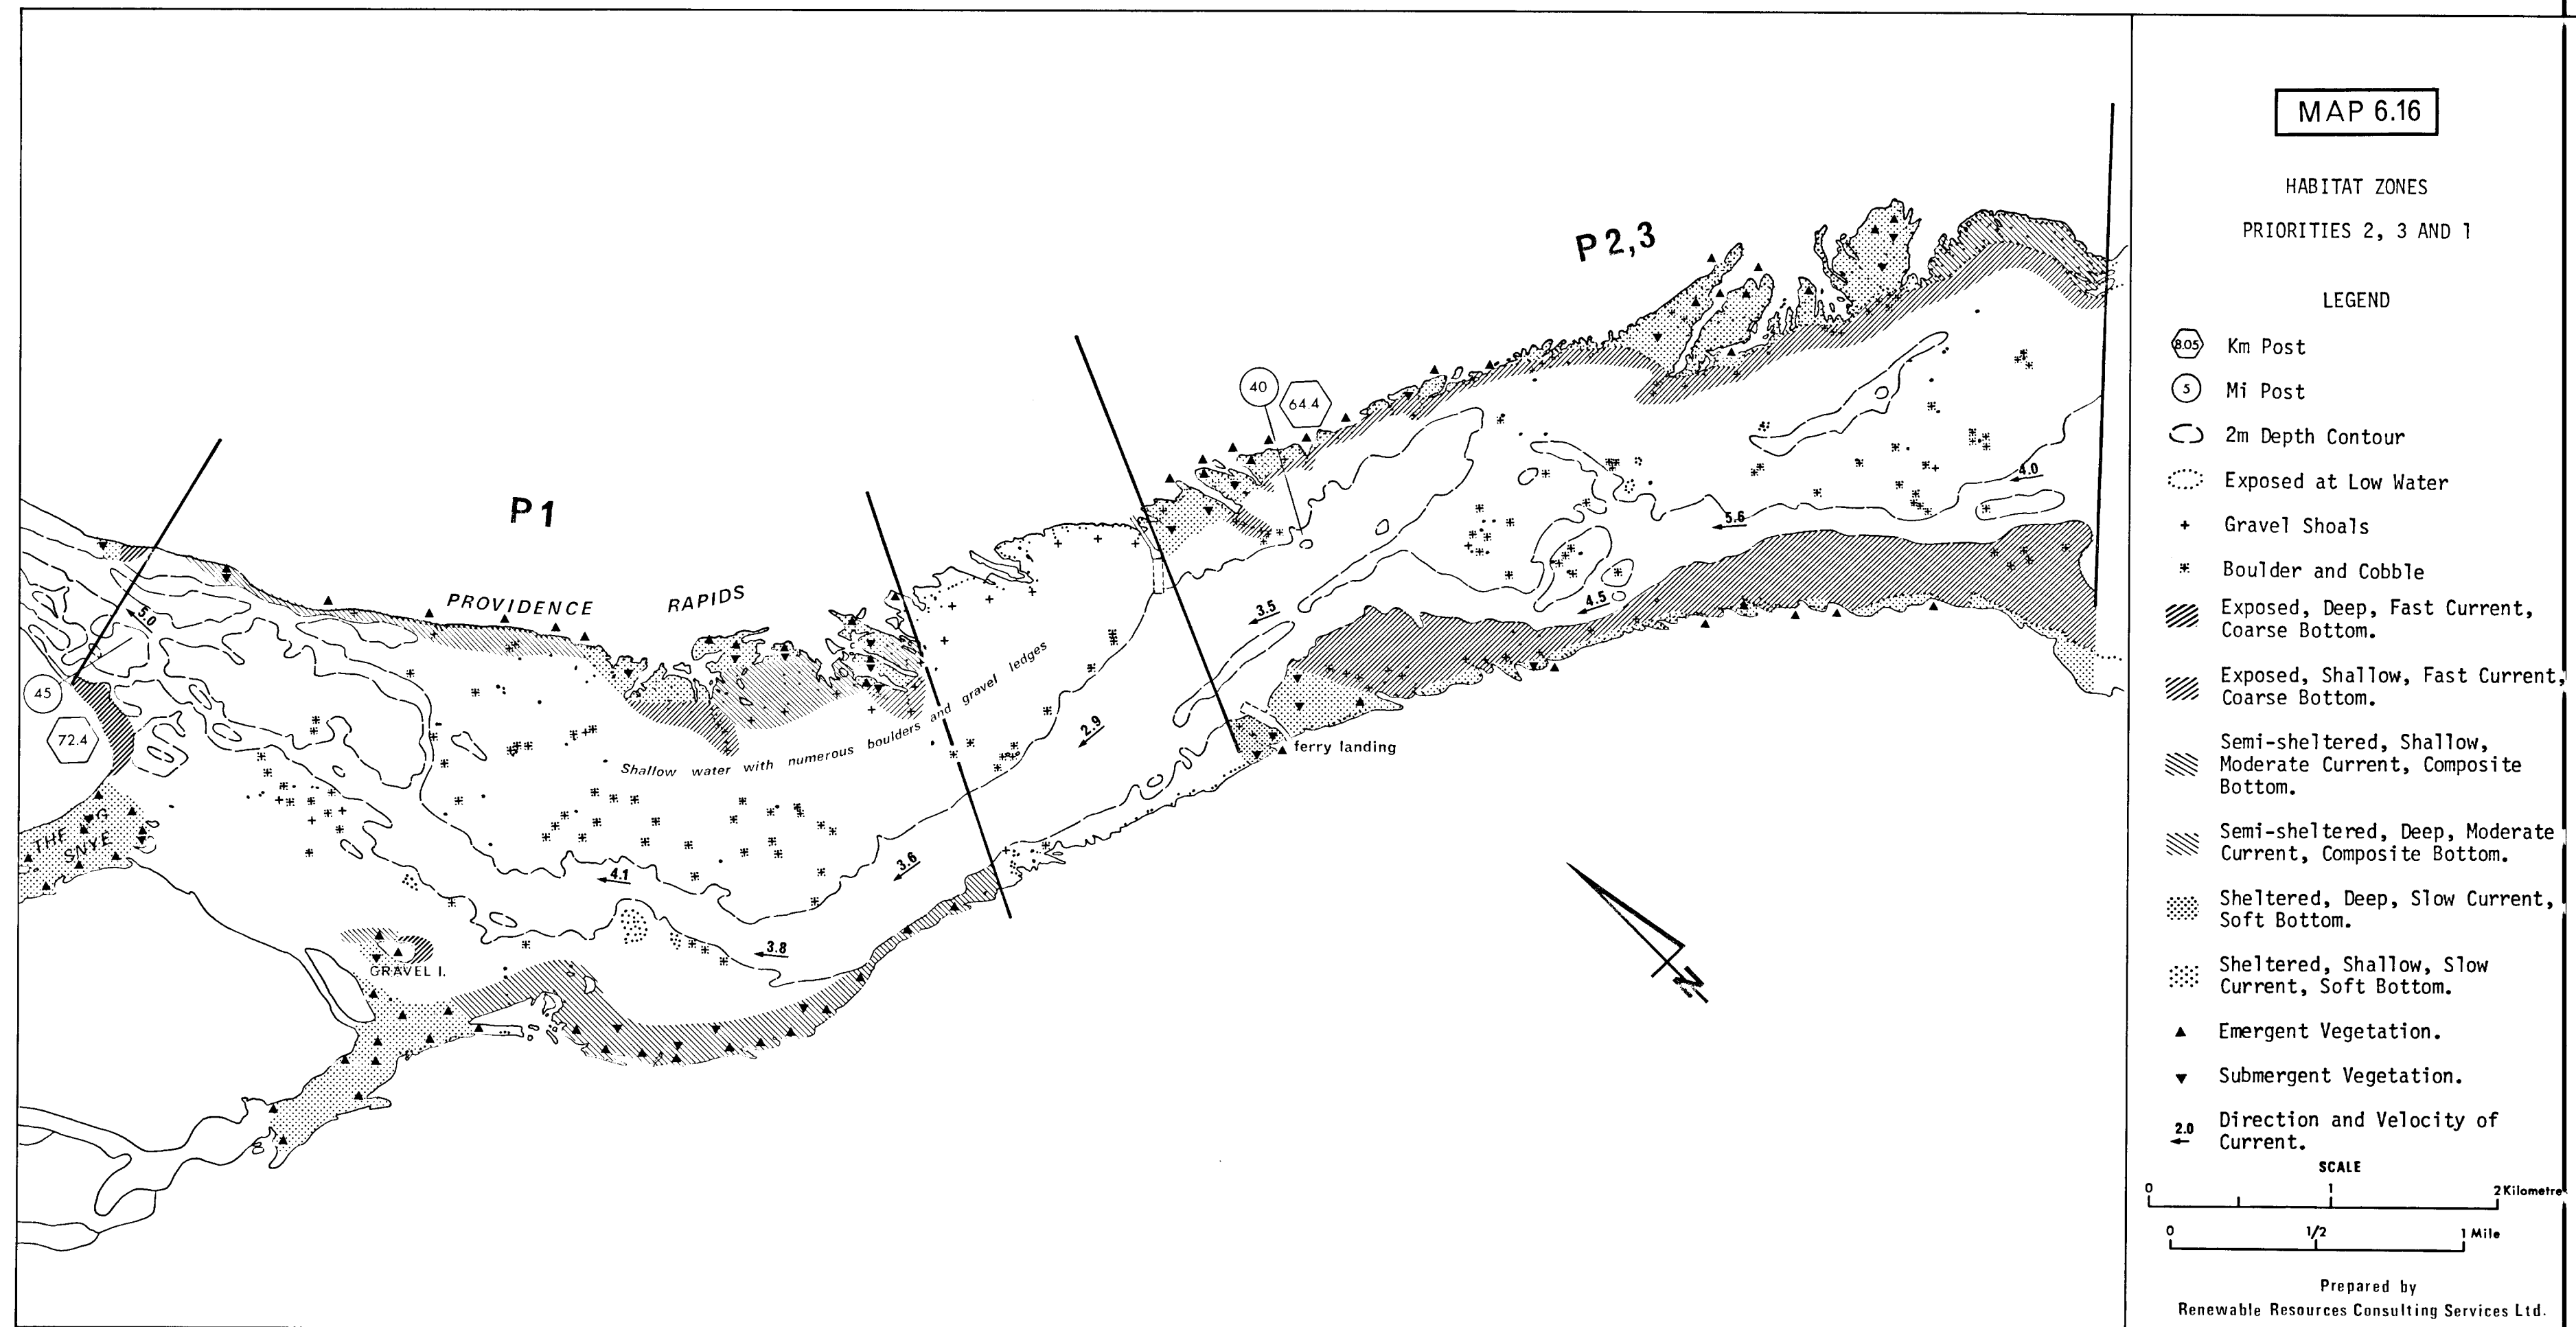 MAP 6.16
HABITAT ZONES
PRIORITIES 2, 3 AND 1
LEGEND
8.05 Km Post
5 Mi Post
2m Depth Contour
Exposed at Low Water
Gravel Shoals
Boulder and Cobble
Exposed, Deep, Fast Current,
Coarse Bottom.
Exposed, Shallow, Fast Current,
Coarse Bottom.
Semi-sheltered, Shallow,
Moderate Current, Composite
Bottom.
Semi-sheltered, Deep, Moderate
Current, Composite Bottom.
Sheltered, Deep, Slow Current,
Soft Bottom.
Sheltered, Shallow, Slow
Current, Soft Bottom.
Emergent Vegetation.
Submergent Vegetation.
2.0 Direction and Velocity of
Current.
SCALE
0 1 2 Kilometre
0 1/2 1 Mile
Prepared by
Renewable Resources Consulting Services Ltd.
P 2,3
P 1
40
64.4
4.0
5.6
4.5
3.5
2.9
3.6
4.1
3.8
5.0
PROVIDENCE RAPIDS
Shallow water with numerous boulders and gravel ledges
ferry landing
45
72.4
THE
SNYE
GRAVEL I.
N